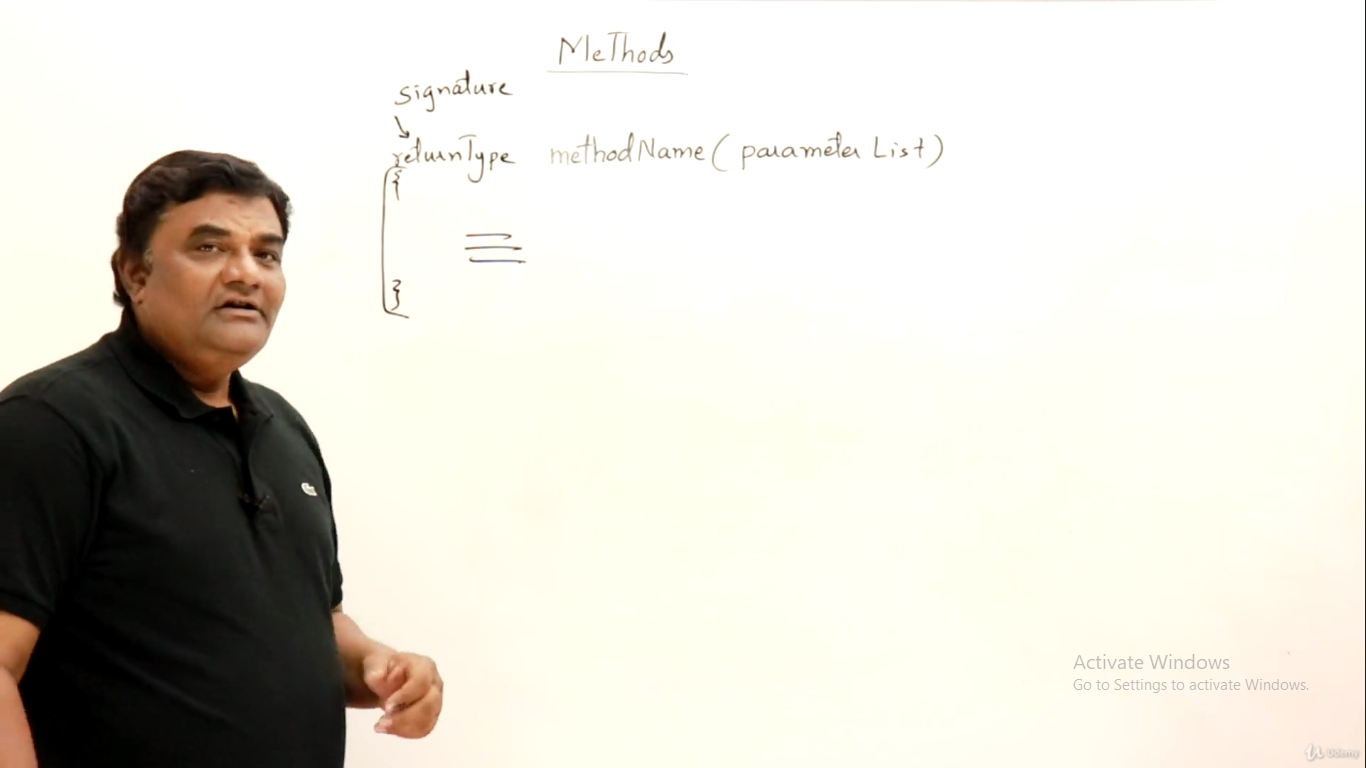 MeThods
signature
returnType methodName ( parameter List )
{
}
Activate Windows
Go to Settings to activate Windows.
Udemy